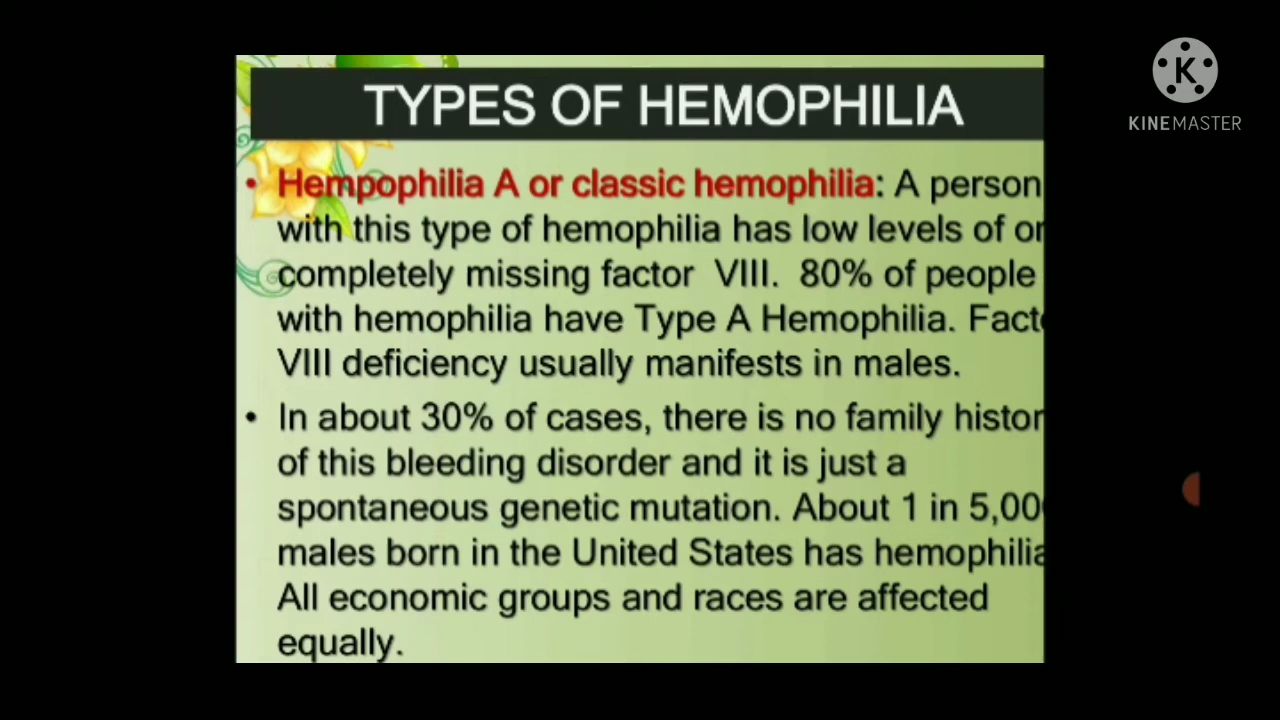 TYPES OF HEMOPHILIA
KINEMASTER
• Hempophilia A or classic hemophilia: A person
with this type of hemophilia has low levels of or
completely missing factor VIII. 80% of people
with hemophilia have Type A Hemophilia.
VIII deficiency usually manifests in males.
• In about 30% of cases, there is no family
of this bleeding disorder and it is just a
spontaneous genetic mutation. About 1 in
males born in the United States has hemophilia
All economic groups and races are affected
equally.